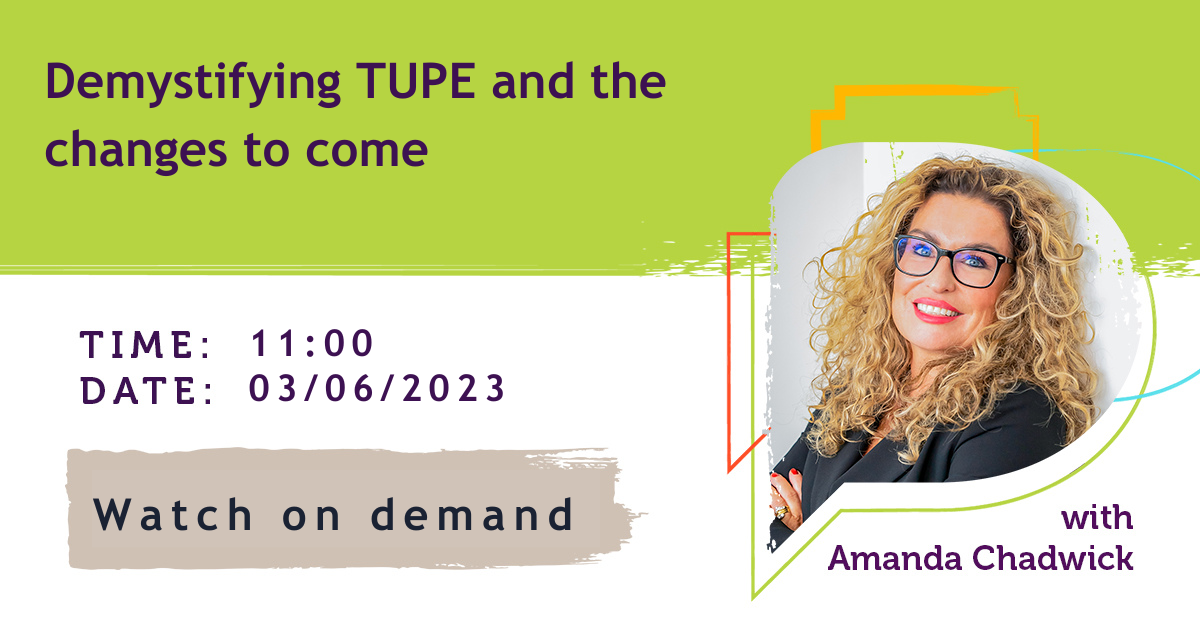 Demystifying TUPE and the
changes to come
TIME: 11:00
DATE: 03/06/2023
Watch on demand
with
Amanda Chadwick